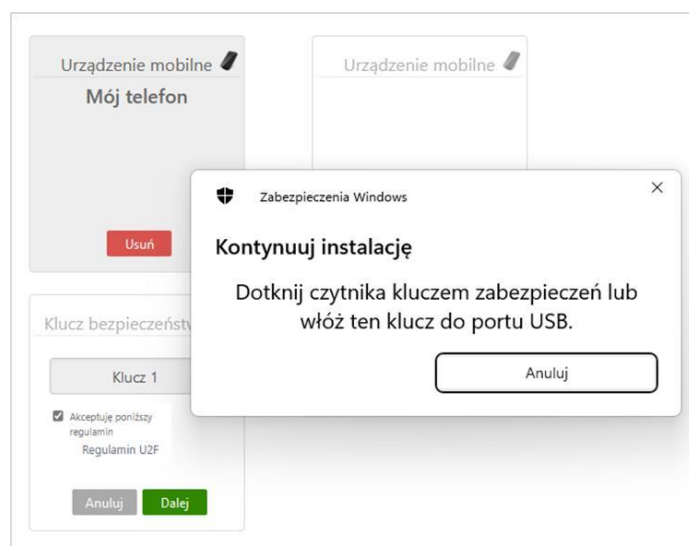 Urządzenie mobilne
Mój telefon
Usuń
Urządzenie mobilne
Zabezpieczenia Windows
Kontynuuj instalację
Dotknij czytnika kluczem zabezpieczeń lub
włóż ten klucz do portu USB.
Anuluj
Klucz
Klucz 1
Akceptuję poniższy
regulamin
Regulamin U2F
Anuluj
Dalej